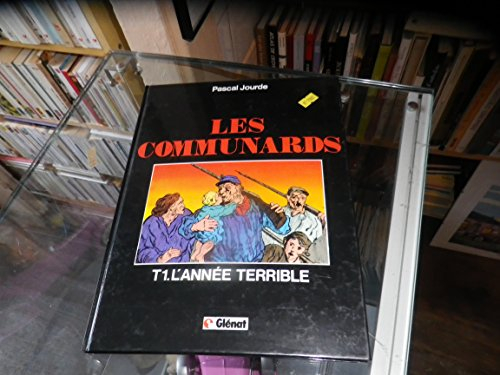 Pascal Jourde
LES
COMMUNARDS
T1. L'ANNÉE TERRIBLE
Glénat